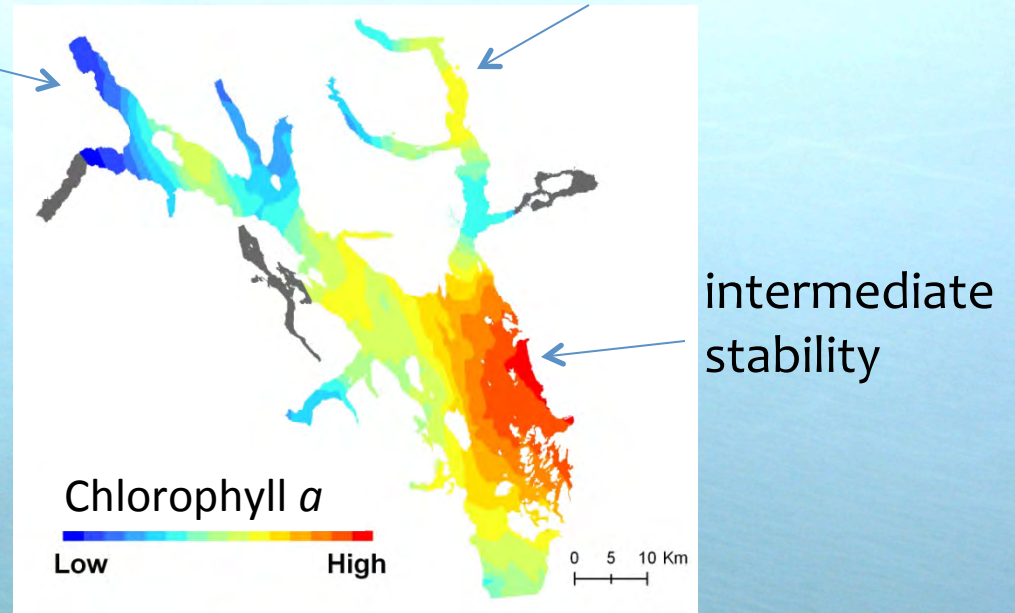 intermediate
stability
Chlorophyll a
Low High
0 5 10 Km